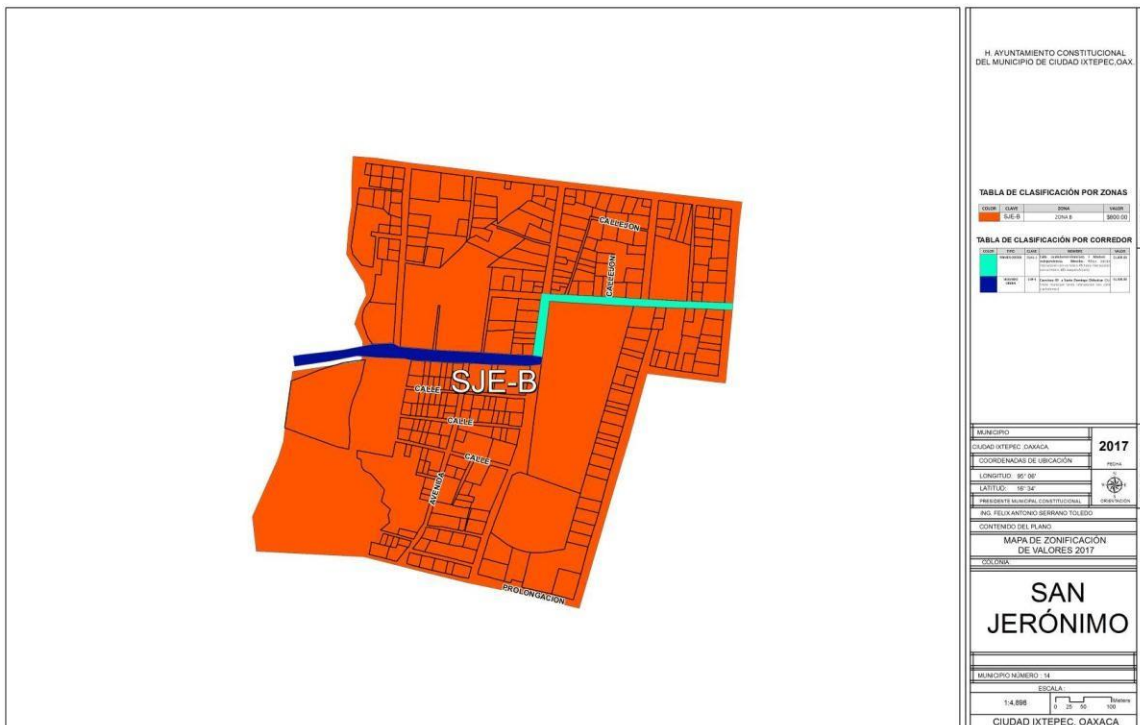 CALLEJON
CALLEJON
SJE-B
CALLE
CALLE
CALLE
AVENIDA
PROLONGACION
H. AYUNTAMIENTO CONSTITUCIONAL
DEL MUNICIPIO DE CIUDAD IXTEPEC,OAX.
TABLA DE CLASIFICACIÓN POR ZONAS
COLOR CLAVE ZONA VALOR
SJE-B ZONA B $800.00
TABLA DE CLASIFICACIÓN POR CORREDOR
COLOR TIPO CLAVE VALOR
MUNICIPIO
CIUDAD IXTEPEC ,OAXACA.
2017
FECHA
COORDENADAS DE UBICACIÓN
LONGITUD: 95° 06'
LATITUD: 16° 34'
ORIENTACIÓN
PRESIDENTE MUNICIPAL CONSTITUCIONAL
ING. FELIX ANTONIO SERRANO TOLEDO
CONTENIDO DEL PLANO
MAPA DE ZONIFICACIÓN
DE VALORES 2017
COLONIA:
SAN
JERÓNIMO
MUNICIPIO NÚMERO : 14
ESCALA :
1:4,898
0 25 50 100 Meters
CIUDAD IXTEPEC, OAXACA